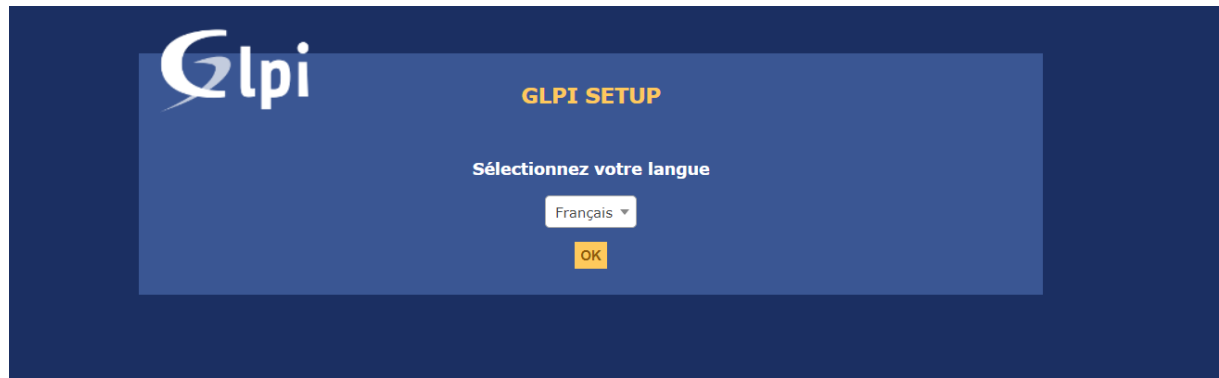 Glpi
GLPI SETUP
Sélectionnez votre langue
Français
OK